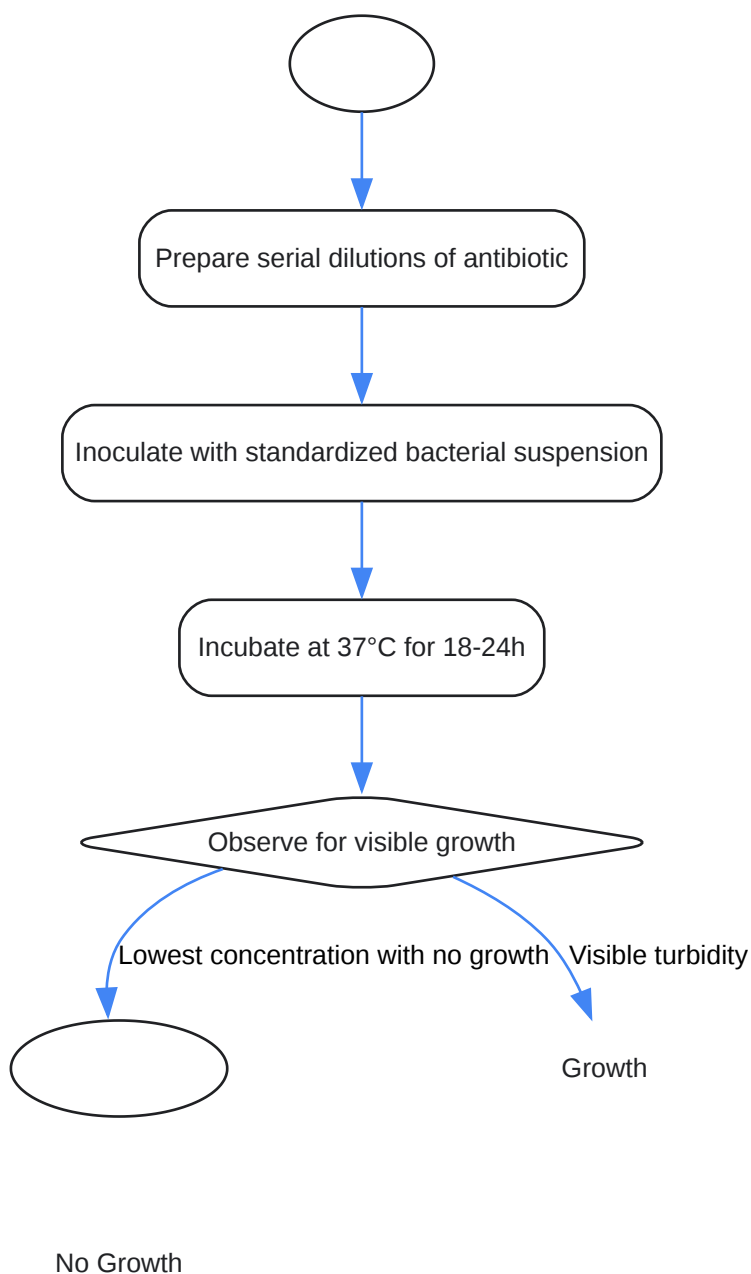 Prepare serial dilutions of antibiotic
Inoculate with standardized bacterial suspension
Incubate at 37°C for 18-24h
Observe for visible growth
Lowest concentration with no growth
Visible turbidity
Growth
No Growth